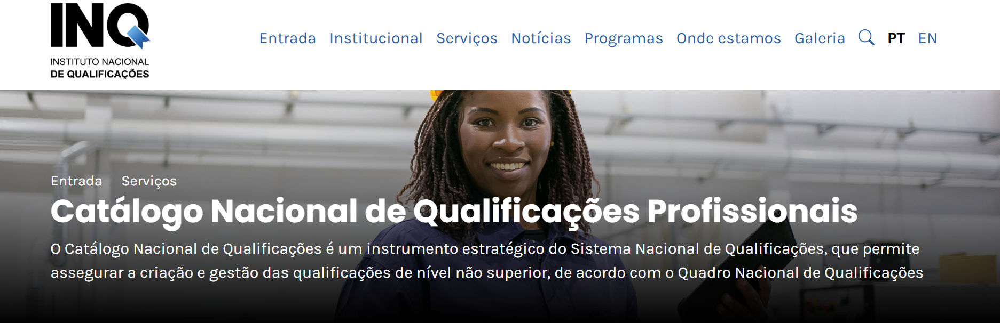 INQ
INSTITUTO NACIONAL
DE QUALIFICAÇÕES
Entrada Institucional Serviços Notícias Programas Onde estamos Galeria PT EN
Entrada Serviços
Catálogo Nacional de Qualificações Profissionais
O Catálogo Nacional de Qualificações é um instrumento estratégico do Sistema Nacional de Qualificações, que permite
assegurar a criação e gestão das qualificações de nível não superior, de acordo com o Quadro Nacional de Qualificações